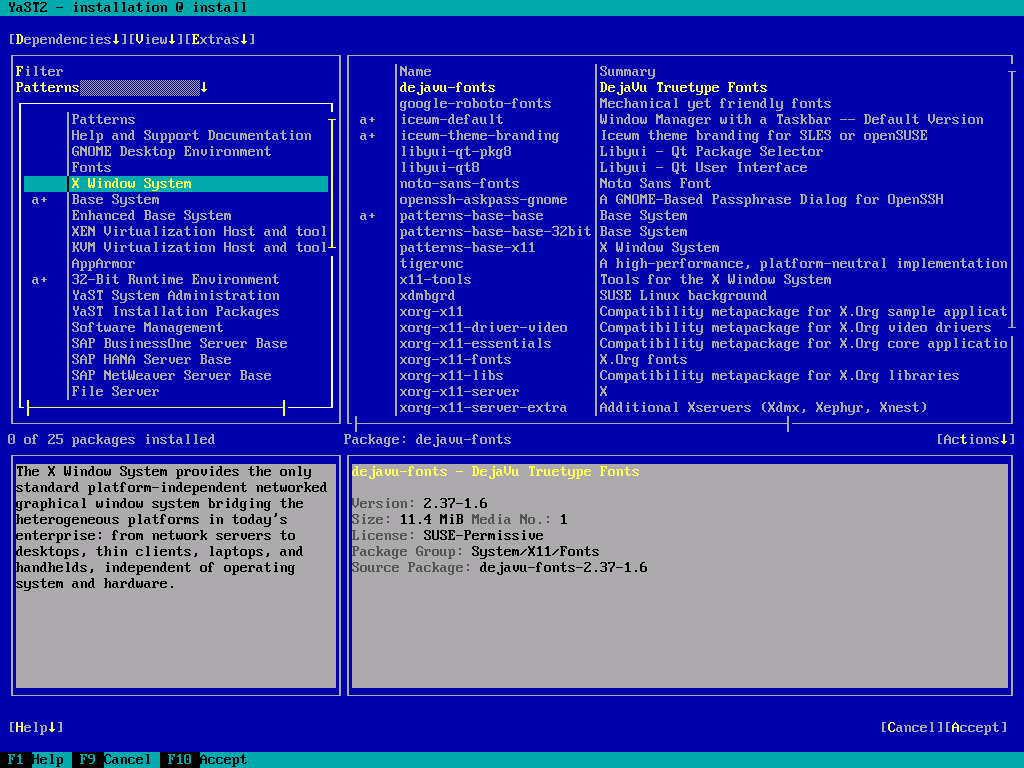 YaST2 - installation @ install
[Dependencies↓][View↓][Extras↓]
Filter
Patterns ↓
Patterns
Help and Support Documentation
GNOME Desktop Environment
Fonts
X Window System
a+ Base System
Enhanced Base System
XEN Virtualization Host and tool
KVM Virtualization Host and tool
AppArmor
a+ 32-Bit Runtime Environment
YaST System Administration
YaST Installation Packages
Software Management
SAP BusinessOne Server Base
SAP HANA Server Base
SAP NetWeaver Server Base
File Server
Name Summary
dejavu-fonts DejaVu Truetype Fonts
google-roboto-fonts Mechanical yet friendly fonts
a+ icewm-default Window Manager with a Taskbar -- Default Version
a+ icewm-theme-branding Icewm theme branding for SLES or openSUSE
libyui-qt-pkg8 Libyui - Qt Package Selector
libyui-qt8 Libyui - Qt User Interface
noto-sans-fonts Noto Sans Font
openssh-askpass-gnome A GNOME-Based Passphrase Dialog for OpenSSH
a+ patterns-base-base Base System
patterns-base-base-32bit Base System
patterns-base-x11 X Window System
tigervnc A high-performance, platform-neutral implementation
x11-tools Tools for the X Window System
xdmbgrd SUSE Linux background
xorg-x11 Compatibility metapackage for X.Org sample applicat
xorg-x11-driver-video Compatibility metapackage for X.Org video drivers
xorg-x11-essentials Compatibility metapackage for X.Org core applicatio
xorg-x11-fonts X.Org fonts
xorg-x11-libs Compatibility metapackage for X.Org libraries
xorg-x11-server X
xorg-x11-server-extra Additional Xservers (Xdmx, Xephyr, Xnest)
0 of 25 packages installed
Package: dejavu-fonts [Actions↓]
The X Window System provides the only
standard platform-independent networked
graphical window system bridging the
heterogeneous platforms in today's
enterprise: from network servers to
desktops, thin clients, laptops, and
handhelds, independent of operating
system and hardware.
dejavu-fonts - DejaVu Truetype Fonts
Version: 2.37-1.6
Size: 11.4 MiB Media No.: 1
License: SUSE-Permissive
Package Group: System/X11/Fonts
Source Package: dejavu-fonts-2.37-1.6
[Help↓] [Cancel][Accept]
F1 Help F9 Cancel F10 Accept